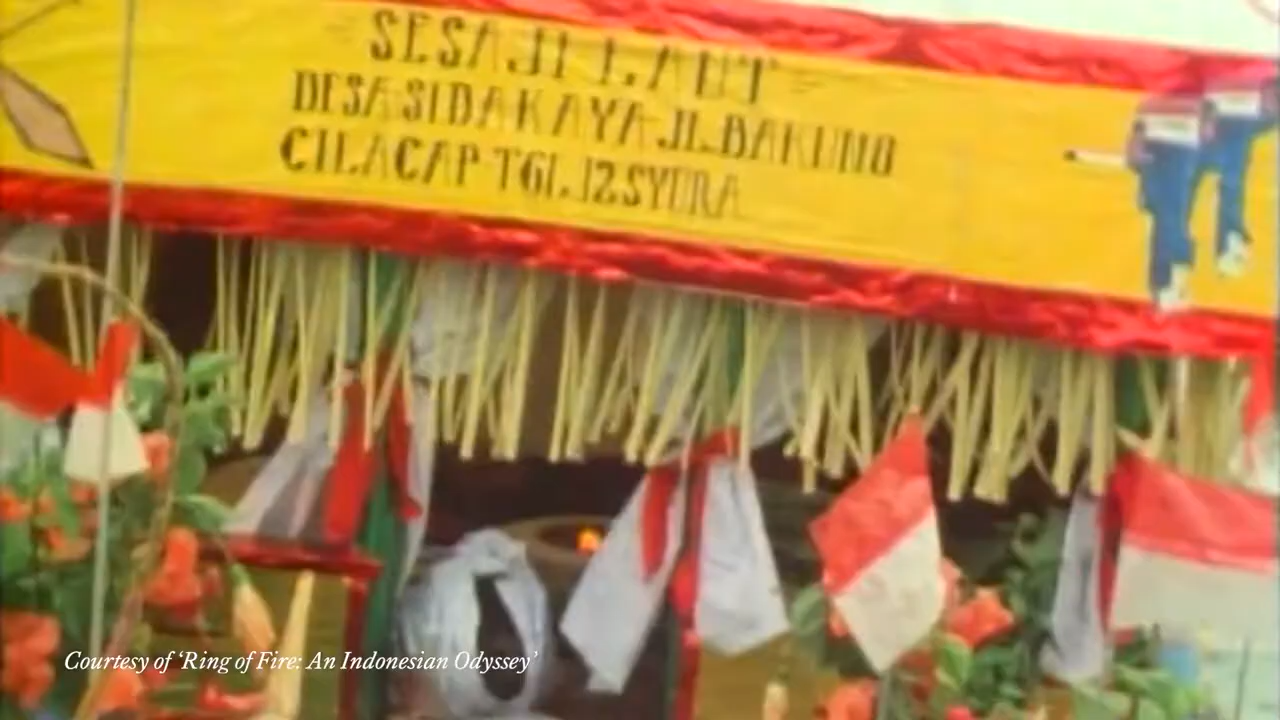 SESAJI LAUT
DESA SIDAKAYA JL. BAKUNG
CILACAP TGL. 12 SYURA
Courtesy of ‘Ring of Fire: An Indonesian Odyssey’